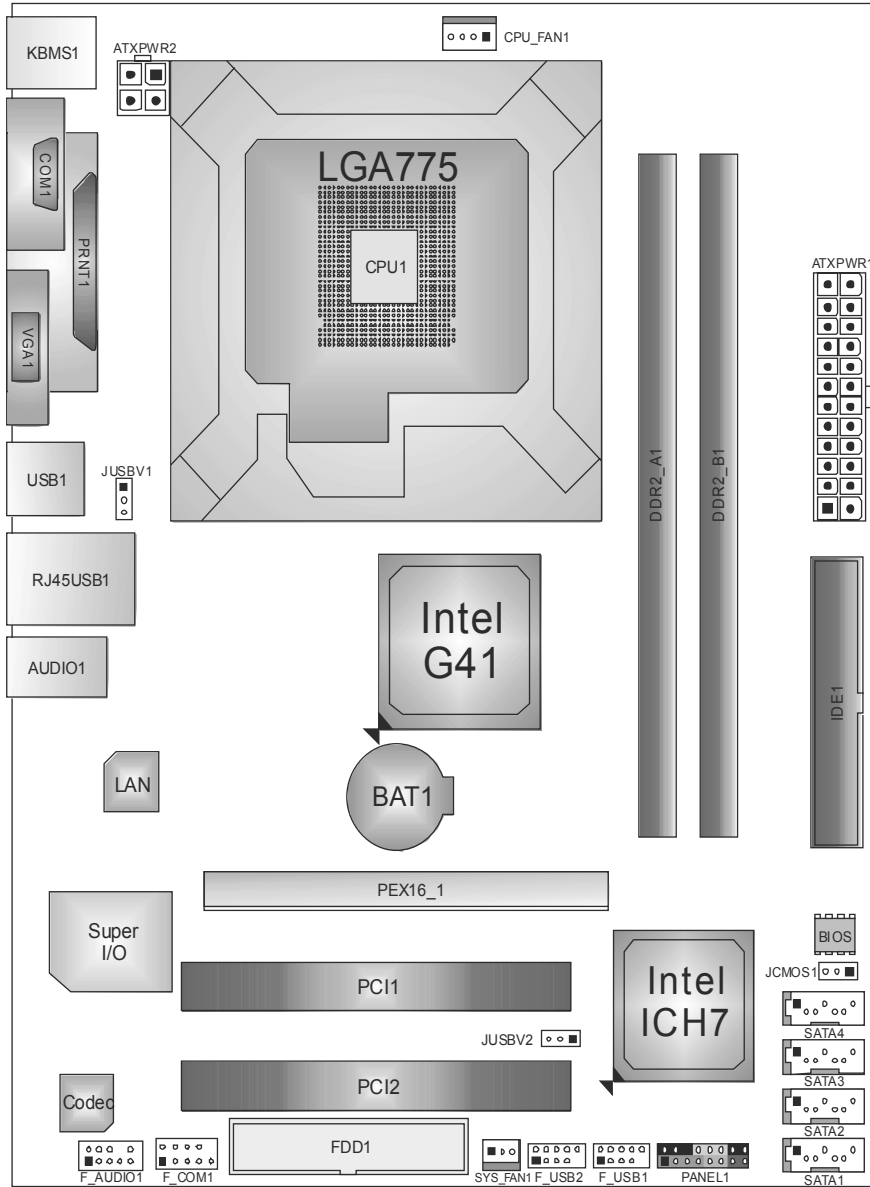 KBMS1
ATXPWR2
CPU_FAN1
COM1
PRNT1
LGA775
CPU1
VGA1
ATXPWR1
USB1
JUSBV1
DDR2_A1
DDR2_B1
RJ45USB1
Intel
G41
AUDIO1
IDE1
LAN
BAT1
PEX16_1
Super
I/O
BIOS
JCMOS1
PCI1
Intel
ICH7
SATA4
JUSBV2
SATA3
PCI2
Codec
SATA2
FDD1
F_AUDIO1
F_COM1
SYS_FAN1
F_USB2
F_USB1
PANEL1
SATA1